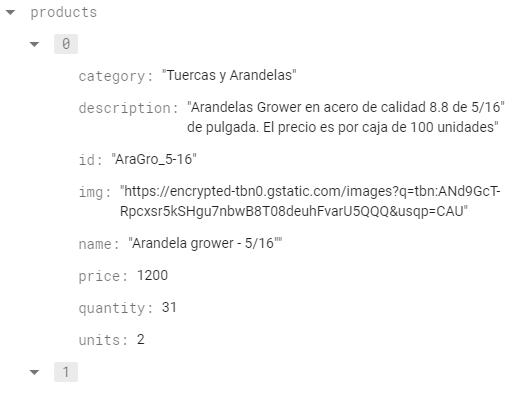 products
0
category: "Tuercas y Arandelas"
description: "Arandelas Grower en acero de calidad 8.8 de 5/16"
de pulgada. El precio es por caja de 100 unidades"
id: "AraGro_5-16"
img: "https://encrypted-tbn0.gstatic.com/images?q=tbn:ANd9GcT-
Rpcxsr5kSHgu7nbwB8T08deuhFvarU5QQQ&usqp=CAU"
name: "Arandela grower - 5/16""
price: 1200
quantity: 31
units: 2
1